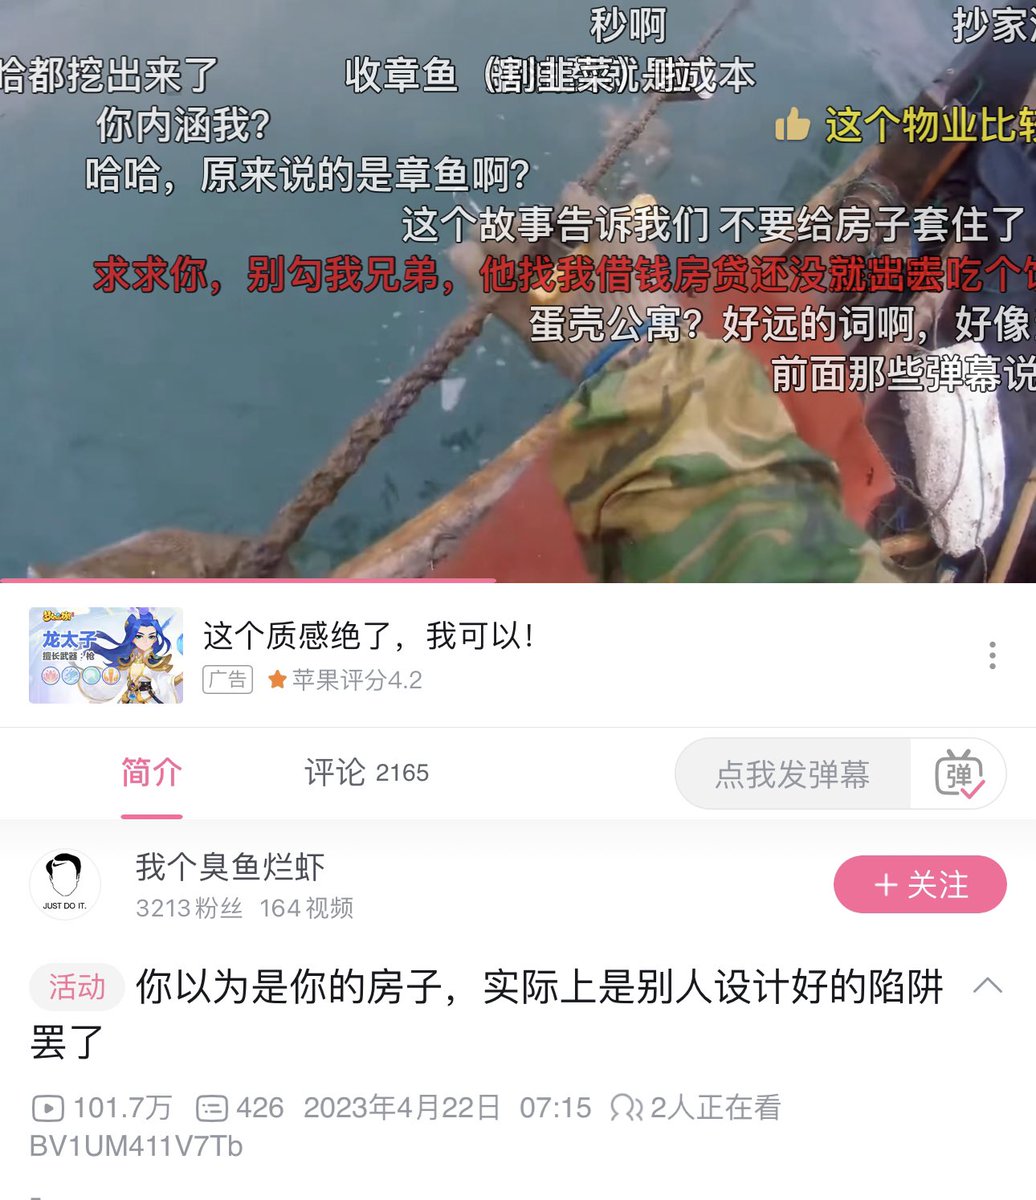 秒啊
抄家
哈都挖出来了
收章鱼（割韭菜）
成本
你内涵我？
这个物业比较
哈哈，原来说的是章鱼啊？
这个故事告诉我们 不要给房子套住了
求求你，别勾我兄弟，他找我借钱房贷还没
蛋壳公寓？好远的词啊，好像
前面那些弹幕说
龙太子
擅长武器：枪
这个质感绝了，我可以！
广告
苹果评分4.2
简介
评论 2165
点我发弹幕
弹
JUST DO IT.
我个臭鱼烂虾
3213粉丝 164视频
+ 关注
活动 你以为是你的房子，实际上是别人设计好的陷阱
罢了
101.7万 426 2023年4月22日 07:15 2人正在看
BV1UM411V7Tb